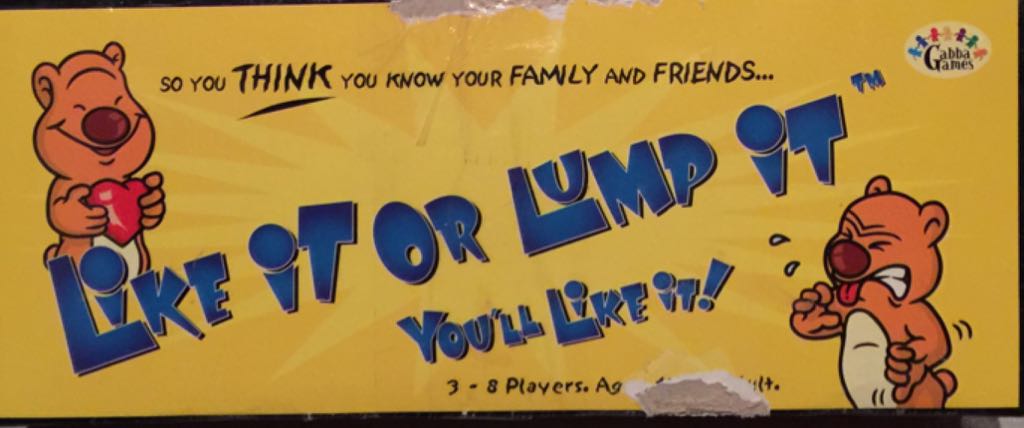 SO YOU THINK YOU KNOW YOUR FAMILY AND FRIENDS...
Gabba
Games
LIKE IT OR LUMP IT™
YOU'LL LIKE IT!
3 - 8 Players.